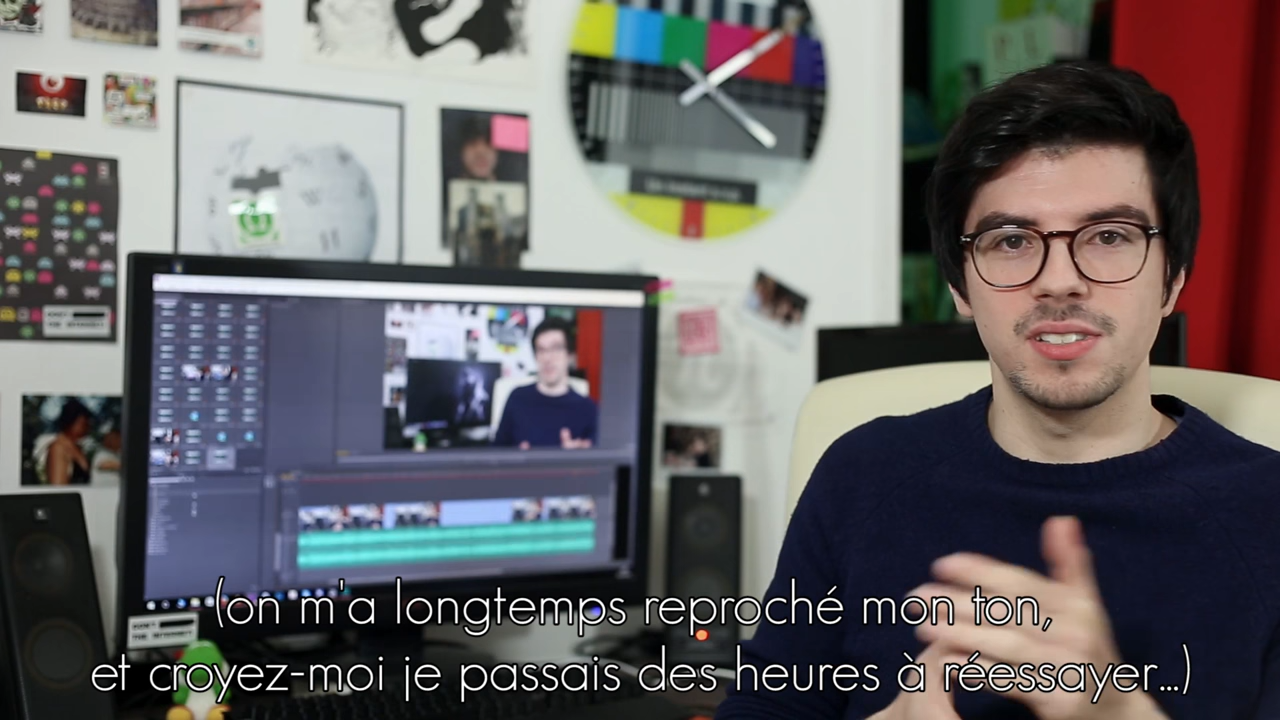 (on m'a longtemps reproché mon ton,
et croyez-moi je passais des heures à réessayer...)